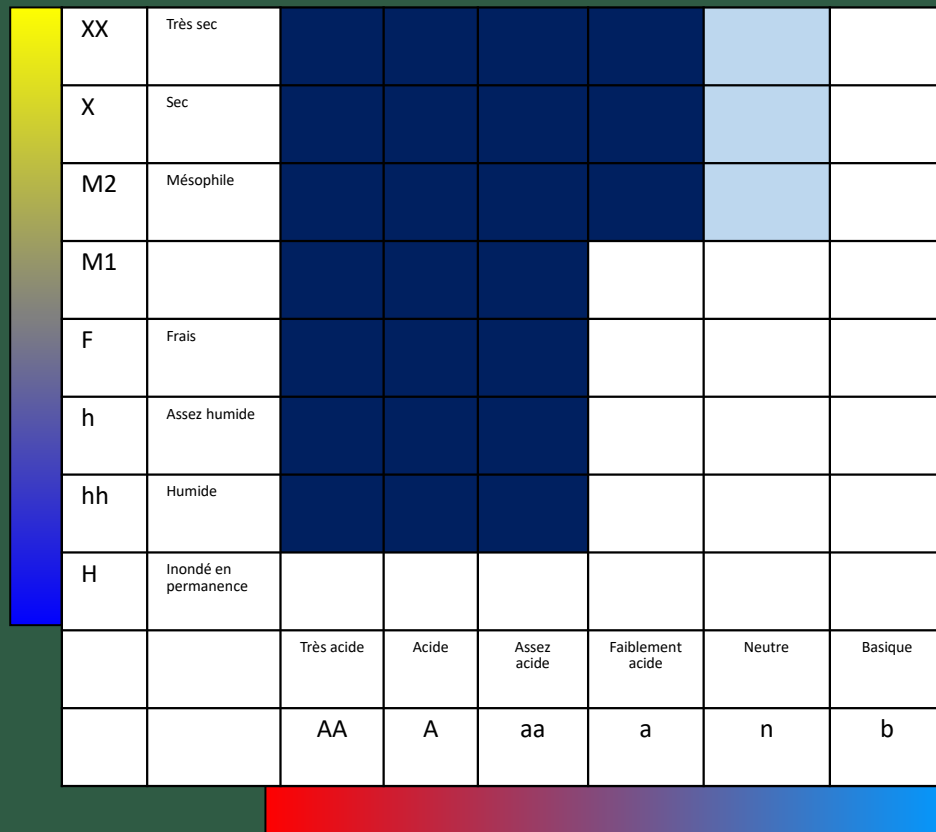 XX Très sec
X Sec
M2 Mésophile
M1
F Frais
h Assez humide
hh Humide
H Inondé en
permanence
Très acide Acide Assez
acide Faiblement
acide Neutre Basique
AA A aa a n b